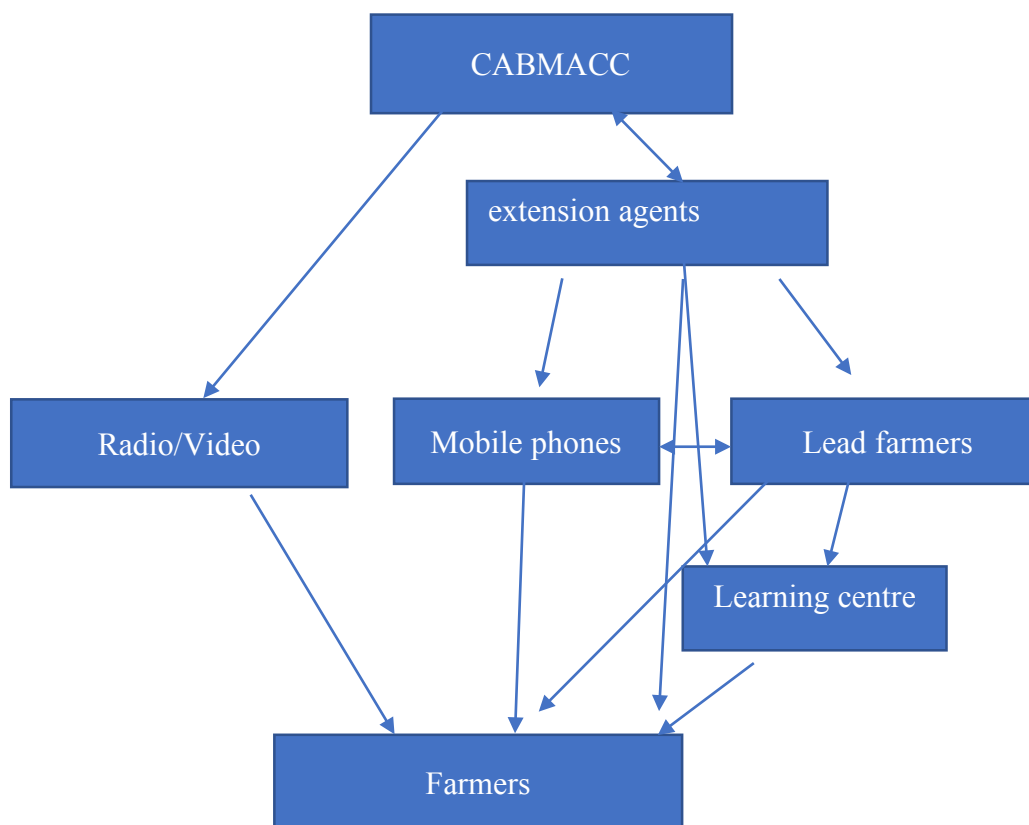 CABMACC
extension agents
Radio/Video
Mobile phones
Lead farmers
Learning centre
Farmers